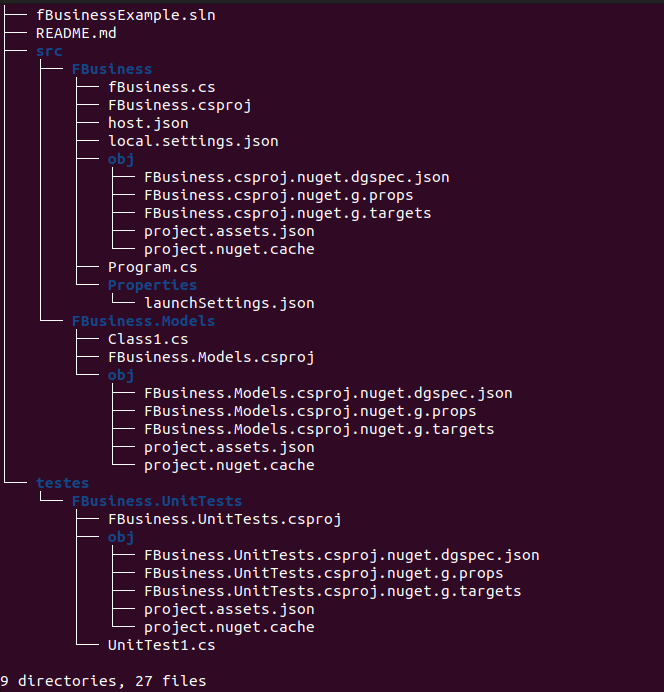 fBusinessExample.sln
README.md
src
FBusiness
fBusiness.cs
FBusiness.csproj
host.json
local.settings.json
obj
FBusiness.csproj.nuget.dgspec.json
FBusiness.csproj.nuget.g.props
FBusiness.csproj.nuget.g.targets
project.assets.json
project.nuget.cache
Program.cs
Properties
launchSettings.json
FBusiness.Models
Class1.cs
FBusiness.Models.csproj
obj
FBusiness.Models.csproj.nuget.dgspec.json
FBusiness.Models.csproj.nuget.g.props
FBusiness.Models.csproj.nuget.g.targets
project.assets.json
project.nuget.cache
testes
FBusiness.UnitTests
FBusiness.UnitTests.csproj
obj
FBusiness.UnitTests.csproj.nuget.dgspec.json
FBusiness.UnitTests.csproj.nuget.g.props
FBusiness.UnitTests.csproj.nuget.g.targets
project.assets.json
project.nuget.cache
UnitTest1.cs
9 directories, 27 files